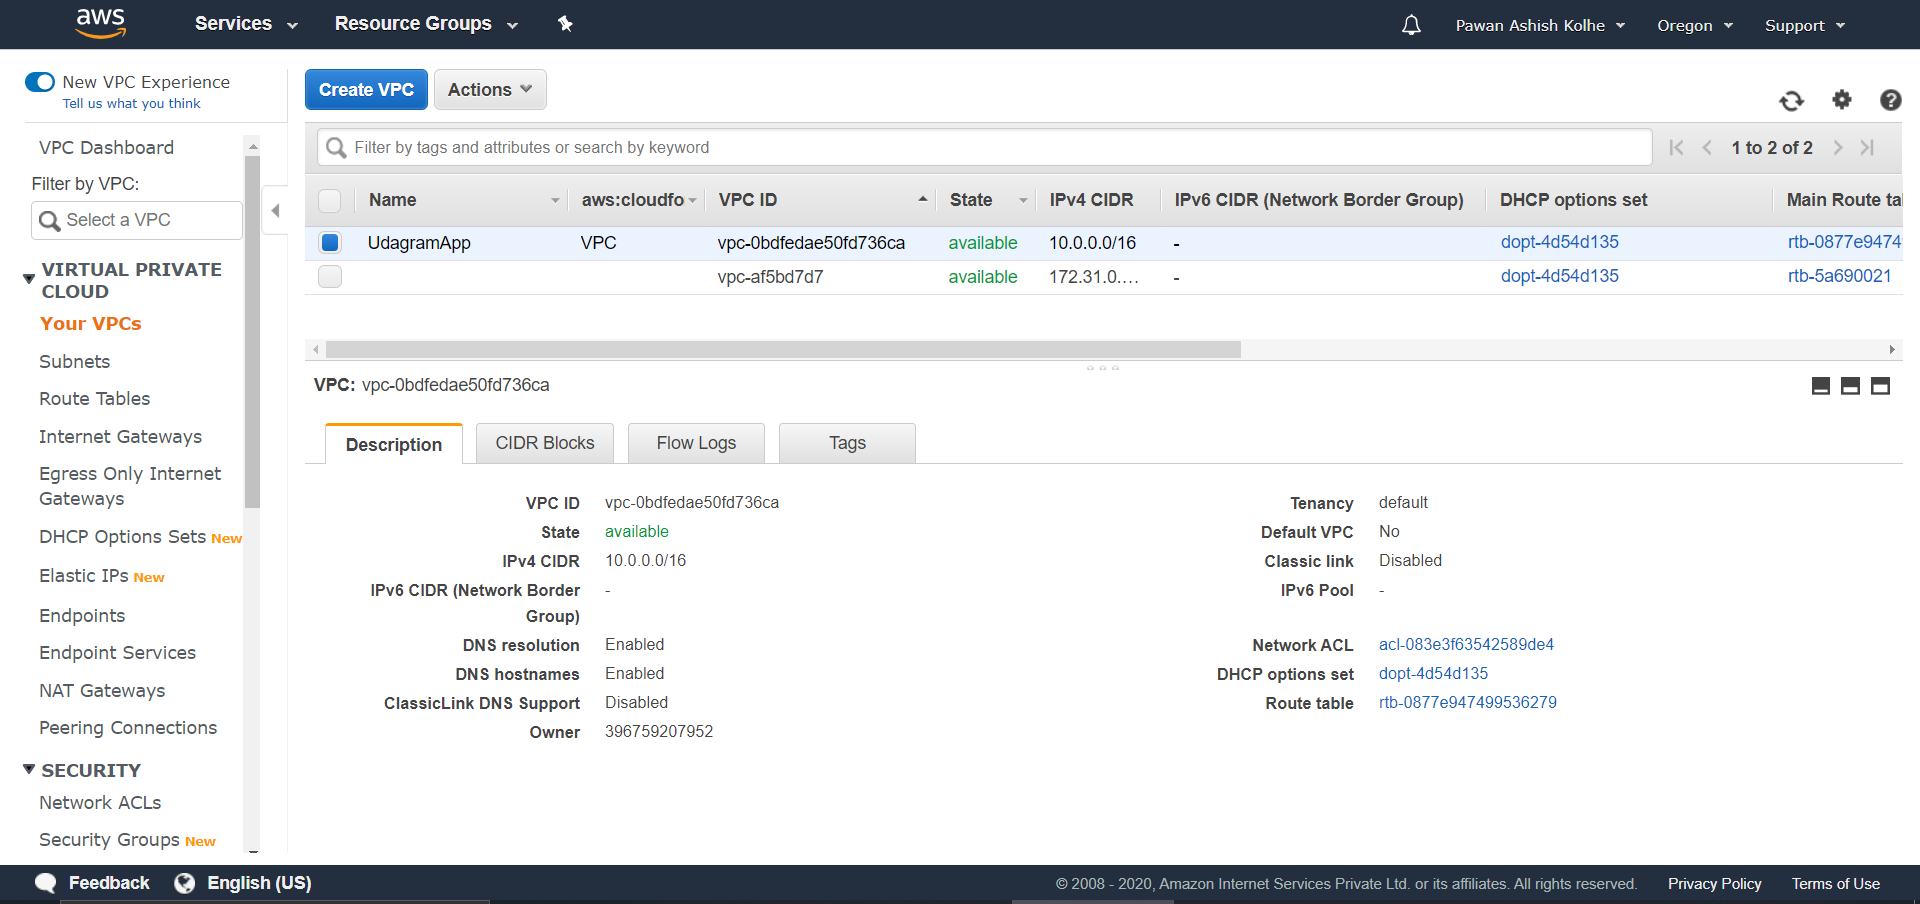 aws Services Resource Groups Pawan Ashish Kolhe Oregon Support
New VPC Experience
Tell us what you think
VPC Dashboard
Filter by VPC:
Select a VPC
VIRTUAL PRIVATE
CLOUD
Your VPCs
Subnets
Route Tables
Internet Gateways
Egress Only Internet
Gateways
DHCP Options Sets New
Elastic IPs New
Endpoints
Endpoint Services
NAT Gateways
Peering Connections
SECURITY
Network ACLs
Security Groups New
Create VPC Actions
Filter by tags and attributes or search by keyword 1 to 2 of 2
Name aws:cloudfo VPC ID State IPv4 CIDR IPv6 CIDR (Network Border Group) DHCP options set Main Route ta
UdagramApp VPC vpc-0bdfedae50fd736ca available 10.0.0.0/16 - dopt-4d54d135 rtb-0877e9474
vpc-af5bd7d7 available 172.31.0.… - dopt-4d54d135 rtb-5a690021
VPC: vpc-0bdfedae50fd736ca
Description CIDR Blocks Flow Logs Tags
VPC ID vpc-0bdfedae50fd736ca Tenancy default
State available Default VPC No
IPv4 CIDR 10.0.0.0/16 Classic link Disabled
IPv6 CIDR (Network Border - IPv6 Pool -
Group)
DNS resolution Enabled Network ACL acl-083e3f63542589de4
DNS hostnames Enabled DHCP options set dopt-4d54d135
ClassicLink DNS Support Disabled Route table rtb-0877e947499536279
Owner 396759207952
Feedback English (US) © 2008 - 2020, Amazon Internet Services Private Ltd. or its affiliates. All rights reserved. Privacy Policy Terms of Use